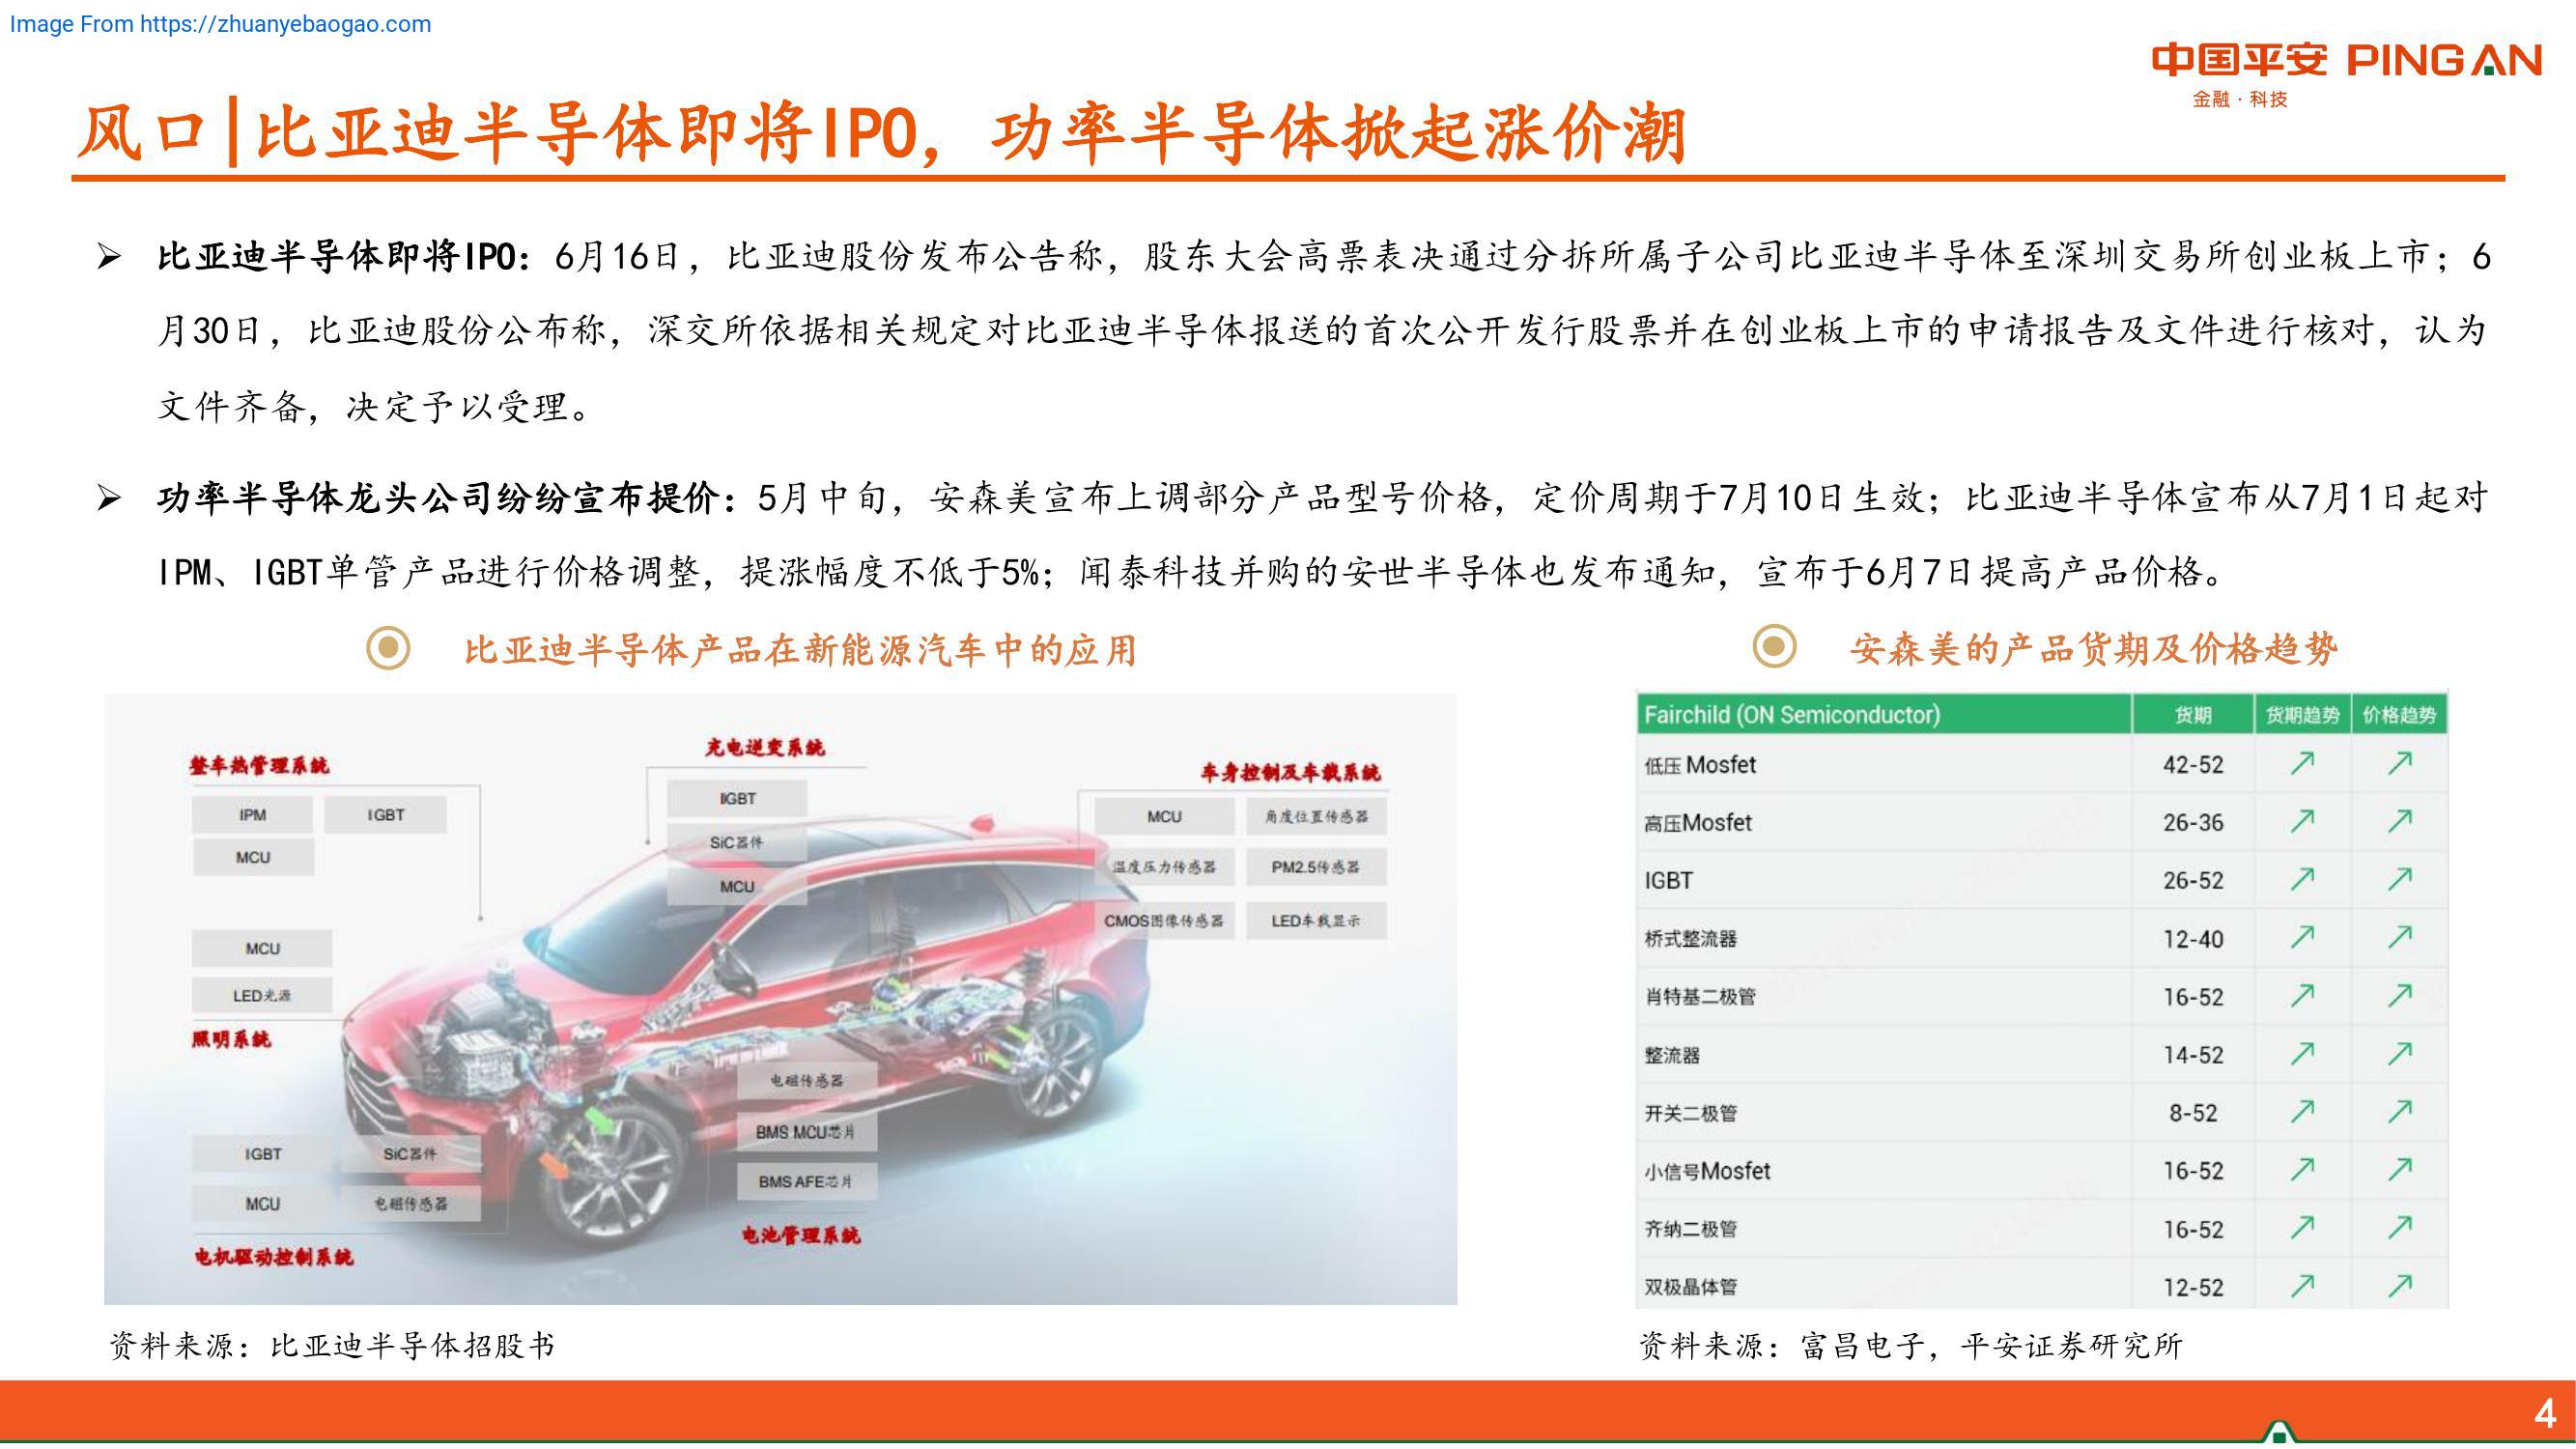 Image From https://zhuanyebaogao.com
中国平安 PINGAN
金融·科技
风口|比亚迪半导体即将IPO，功率半导体掀起涨价潮
➢ 比亚迪半导体即将IPO：6月16日，比亚迪股份发布公告称，股东大会高票表决通过分拆所属子公司比亚迪半导体至深圳交易所创业板上市；6
月30日，比亚迪股份公布称，深交所依据相关规定对比亚迪半导体报送的首次公开发行股票并在创业板上市的申请报告及文件进行核对，认为
文件齐备，决定予以受理。
➢ 功率半导体龙头公司纷纷宣布提价：5月中旬，安森美宣布上调部分产品型号价格，定价周期于7月10日生效；比亚迪半导体宣布从7月1日起对
IPM、IGBT单管产品进行价格调整，提涨幅度不低于5%；闻泰科技并购的安世半导体也发布通知，宣布于6月7日提高产品价格。
比亚迪半导体产品在新能源汽车中的应用
整车热管理系统
IPM IGBT
MCU
MCU
LED光源
照明系统
IGBT SiC器件
MCU 电磁传感器
电机驱动控制系统
充电逆变系统
IGBT
SiC器件
MCU
电磁传感器
BMS MCU芯片
BMS AFE芯片
电池管理系统
车身控制及车载系统
MCU 角度位置传感器
温度压力传感器 PM2.5传感器
CMOS图像传感器 LED车载显示
资料来源：比亚迪半导体招股书
安森美的产品货期及价格趋势
Fairchild (ON Semiconductor) 货期 货期趋势 价格趋势
低压 Mosfet 42-52 ↗ ↗
高压Mosfet 26-36 ↗ ↗
IGBT 26-52 ↗ ↗
桥式整流器 12-40 ↗ ↗
肖特基二极管 16-52 ↗ ↗
整流器 14-52 ↗ ↗
开关二极管 8-52 ↗ ↗
小信号Mosfet 16-52 ↗ ↗
齐纳二极管 16-52 ↗ ↗
双极晶体管 12-52 ↗ ↗
资料来源：富昌电子，平安证券研究所
4